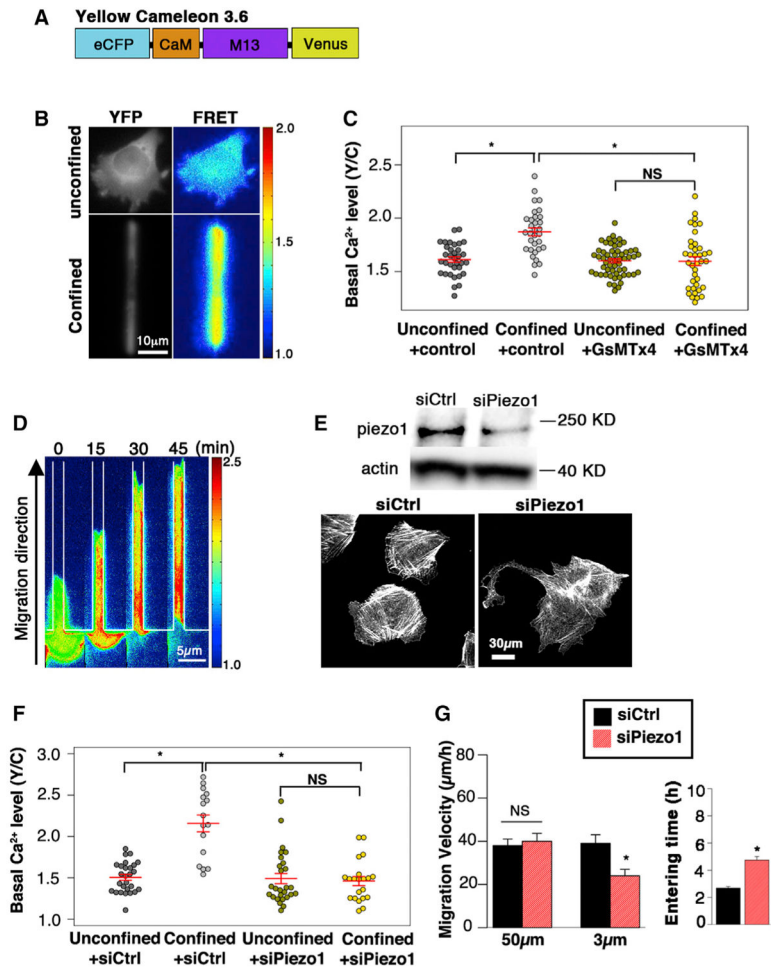 A
Yellow Cameleon 3.6
eCFP CaM M13 Venus
B
YFP FRET
unconfined
Confined
10μm
2.0
1.5
1.0
C
Basal Ca²⁺ level (Y/C)
2.5
2.0
1.5
* *
NS
Unconfined +control
Confined +control
Unconfined +GsMTx4
Confined +GsMTx4
D
0 15 30 45 (min)
Migration direction
5μm
2.5
1.0
E
siCtrl siPiezo1
piezo1 —250 KD
actin —40 KD
siCtrl siPiezo1
30μm
F
Basal Ca²⁺ level (Y/C)
3.0
2.5
2.0
1.5
1.0
* *
NS
Unconfined +siCtrl
Confined +siCtrl
Unconfined +siPiezo1
Confined +siPiezo1
G
siCtrl
siPiezo1
Migration Velocity (μm/h)
80
60
40
20
0
NS
*
50μm 3μm
Entering time (h)
10
8
6
4
2
0
*